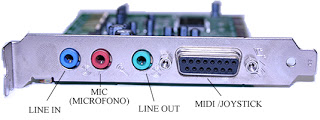 LINE IN
MIC
(MICROFONO)
LINE OUT
MIDI /JOYSTICK